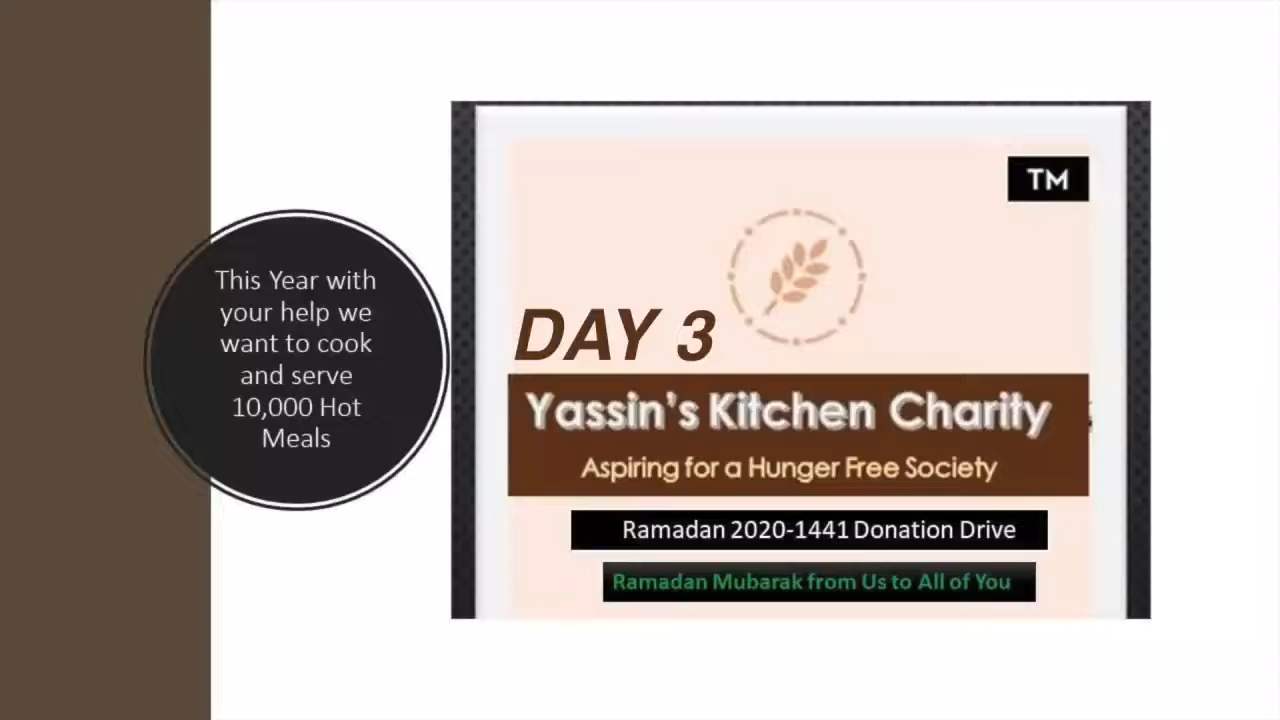 This Year with
your help we
want to cook
and serve
10,000 Hot
Meals
TM
DAY 3
Yassin's Kitchen Charity
Aspiring for a Hunger Free Society
Ramadan 2020-1441 Donation Drive
Ramadan Mubarak from Us to All of You